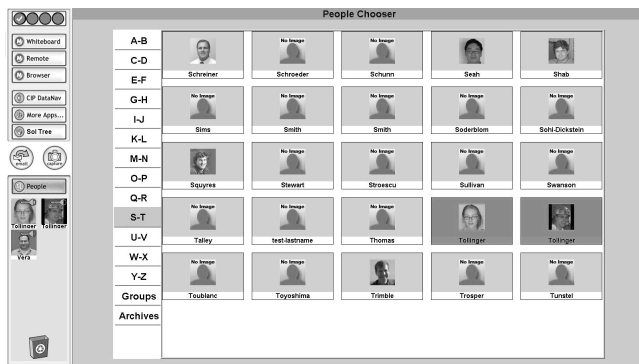 People Chooser
Whiteboard
Remote
Browser
CIP DataNav
More Apps...
Sol Tree
email
capture
People
Tollinger Tollinger
Vera
A-B
C-D
E-F
G-H
I-J
K-L
M-N
O-P
Q-R
S-T
U-V
W-X
Y-Z
Groups
Archives
No Image No Image
Schreiner Schroeder Schunn Seah Shab
No Image No Image No Image No Image No Image
Sims Smith Smith Soderblom Sohl-Dickstein
No Image No Image No Image No Image
Squyres Stewart Stroescu Sullivan Swanson
No Image No Image No Image
Talley test-lastname Thomas Tollinger Tollinger
No Image No Image No Image No Image
Toublanc Toyoshima Trimble Trosper Tunstel